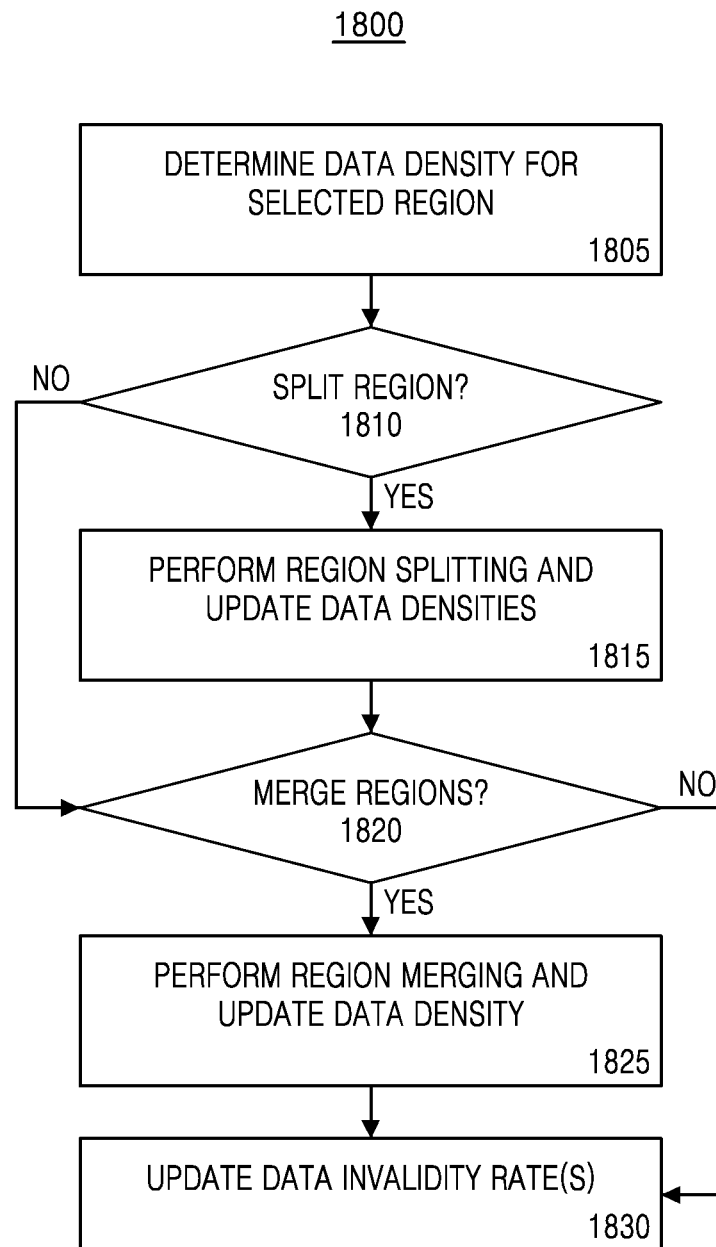 1800
DETERMINE DATA DENSITY FOR
SELECTED REGION
1805
NO
SPLIT REGION?
1810
YES
PERFORM REGION SPLITTING AND
UPDATE DATA DENSITIES
1815
MERGE REGIONS?
1820
NO
YES
PERFORM REGION MERGING AND
UPDATE DATA DENSITY
1825
UPDATE DATA INVALIDITY RATE(S)
1830